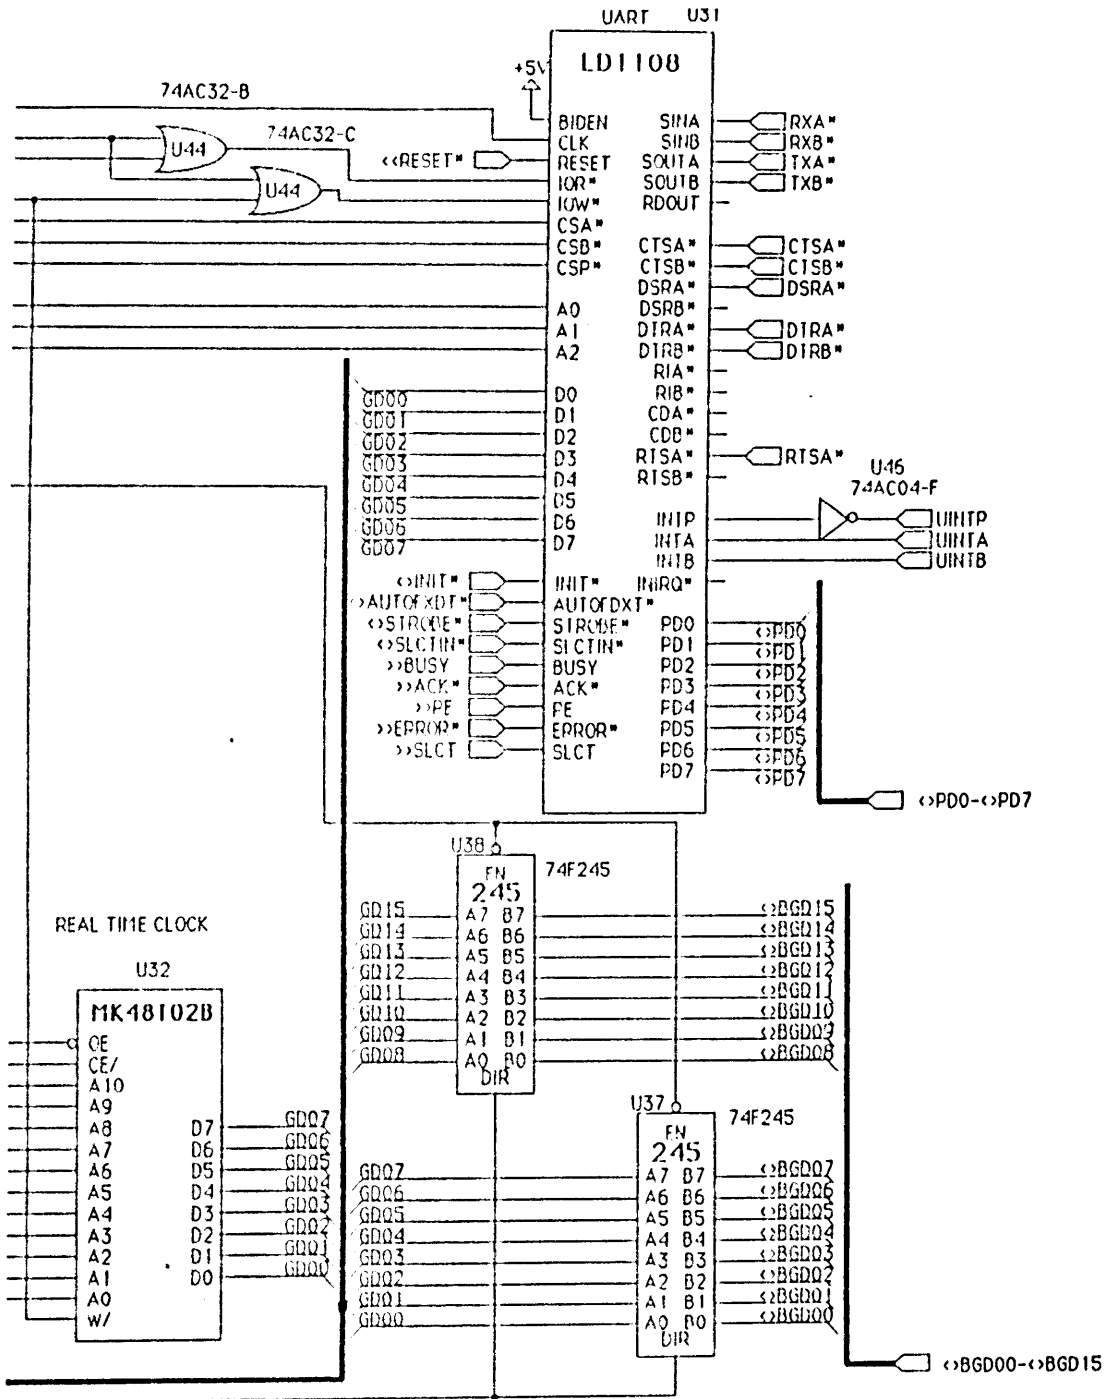 UART U31
LD1108
+5V
74AC32-B
74AC32-C
U44
U44
<<RESET*
BIDEN SINA RXA*
CLK SINB RXB*
RESET SOUTA TXA*
IOR* SOUTB TXB*
IOW* RDOUT
CSA*
CSB* CTSA* CTSA*
CSP* CTSB* CTSB*
DSRA* DSRA*
A0 DSRB*
A1 DTRA* DTRA*
A2 DTRB* DTRB*
RIA*
GD00 D0 RIB*
GD01 D1 CDA*
GD02 D2 CDB*
GD03 D3 RTSA* RTSA*
GD04 D4 RTSB*
GD05 D5
GD06 D6 INTP UINTP
GD07 D7 INTA UINTA
INTB UINTB
U46
74AC04-F
<>INIT* INIT* INIRQ*
<>AUTOFXDT* AUTOFDXT*
<>STROBE* STROBE* PD0 <>PD0
<>SLCTIN* SLCTIN* PD1 <>PD1
>>BUSY BUSY PD2 <>PD2
>>ACK* ACK* PD3 <>PD3
>>PE PE PD4 <>PD4
>>ERROR* ERROR* PD5 <>PD5
>>SLCT SLCT PD6 <>PD6
PD7 <>PD7
<>PD0-<>PD7
U38
74F245
EN
245
GD15 A7 B7 <>BGD15
GD14 A6 B6 <>BGD14
GD13 A5 B5 <>BGD13
GD12 A4 B4 <>BGD12
GD11 A3 B3 <>BGD11
GD10 A2 B2 <>BGD10
GD09 A1 B1 <>BGD09
GD08 A0 B0 <>BGD08
DIR
REAL TIME CLOCK
U32
MK48T02B
OE
CE/
A10
A9
A8 D7 GD07
A7 D6 GD06
A6 D5 GD05
A5 D4 GD04
A4 D3 GD03
A3 D2 GD02
A2 D1 GD01
A1 D0 GD00
A0
W/
U37
74F245
EN
245
GD07 A7 B7 <>BGD07
GD06 A6 B6 <>BGD06
GD05 A5 B5 <>BGD05
GD04 A4 B4 <>BGD04
GD03 A3 B3 <>BGD03
GD02 A2 B2 <>BGD02
GD01 A1 B1 <>BGD01
GD00 A0 B0 <>BGD00
DIR
<>BGD00-<>BGD15